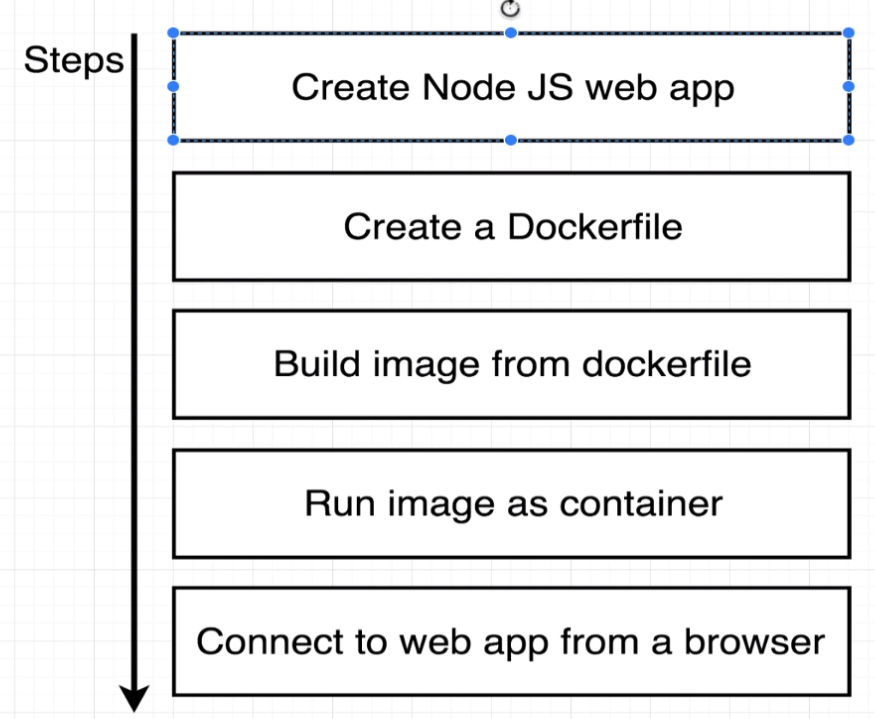 Steps
Create Node JS web app
Create a Dockerfile
Build image from dockerfile
Run image as container
Connect to web app from a browser